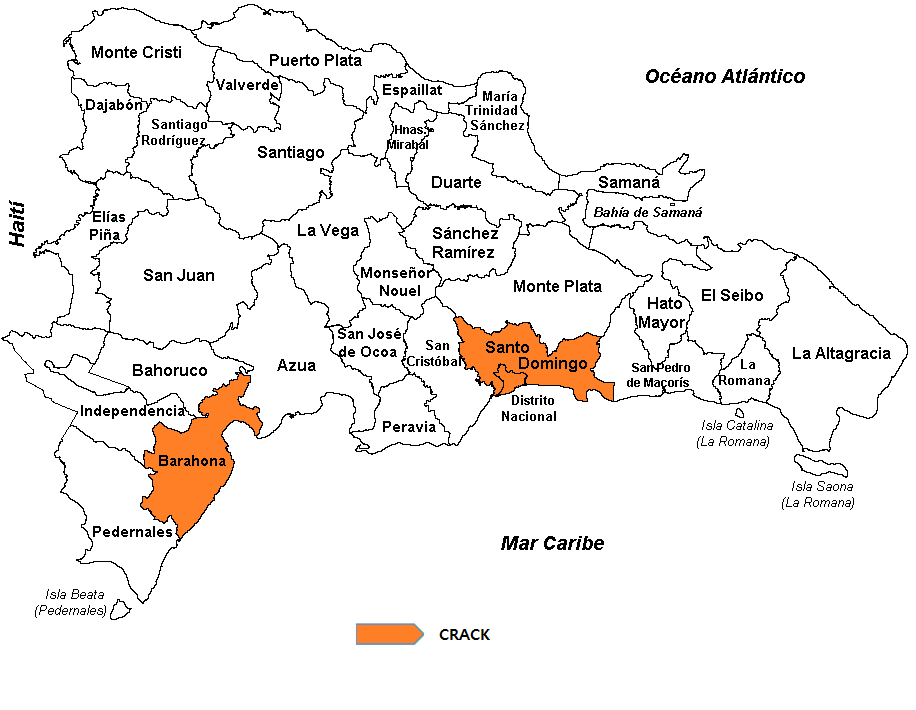 Monte Cristi
Puerto Plata
Océano Atlántico
Valverde
Espaillat
Dajabón
María
Trinidad
Sánchez
Santiago
Rodríguez
Hnas.
Mirabal
Santiago
Duarte
Samaná
Bahía de Samaná
Haití
Elías
Piña
La Vega
Sánchez
Ramírez
San Juan
Monseñor
Nouel
Monte Plata
Hato
Mayor
El Seibo
La Altagracia
San José
de Ocoa
San
Cristóbal
Santo
Domingo
San Pedro
de Macorís
La
Romana
Azua
Bahoruco
Independencia
Distrito
Nacional
Peravia
Isla Catalina
(La Romana)
Barahona
Isla Saona
(La Romana)
Pedernales
Mar Caribe
Isla Beata
(Pedernales)
CRACK